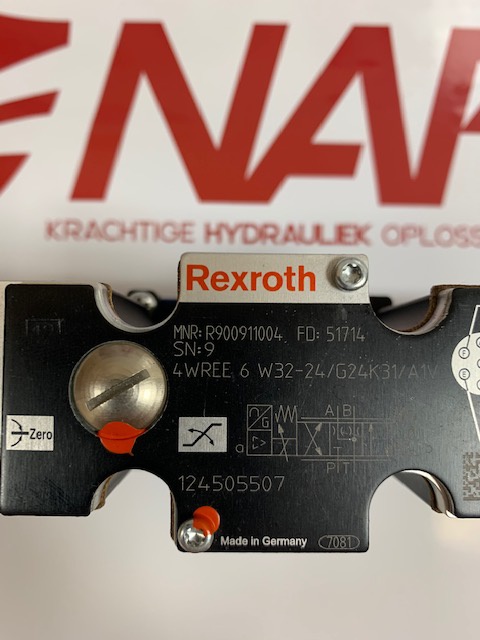 NAP
KRACHTIGE HYDRAULIEK OPLOSS
Rexroth
MNR: R900911004 FD: 51714
SN: 9
4WREE 6 W32-24/G24K31/A1V
Zero
A B
a
P T
124505507
Made in Germany 7081